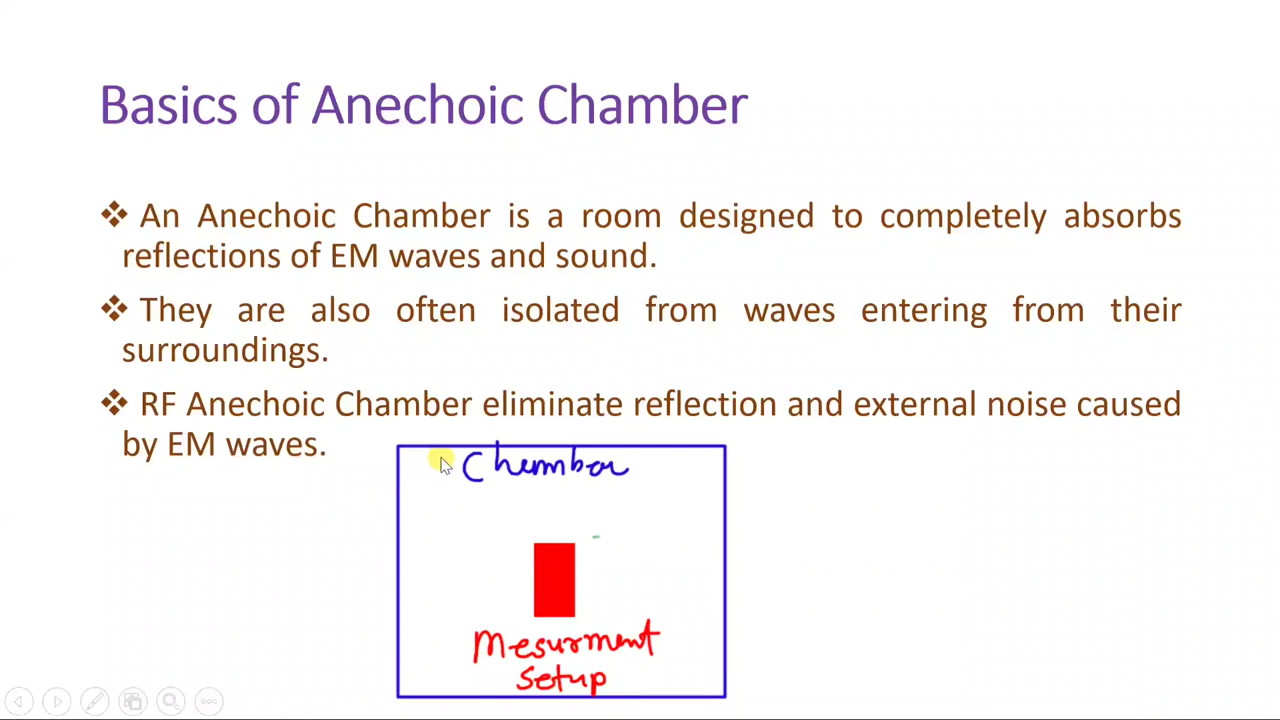 Basics of Anechoic Chamber
❖ An Anechoic Chamber is a room designed to completely absorbs
reflections of EM waves and sound.
❖ They are also often isolated from waves entering from their
surroundings.
❖ RF Anechoic Chamber eliminate reflection and external noise caused
by EM waves.
Chember
Mesurment
setup